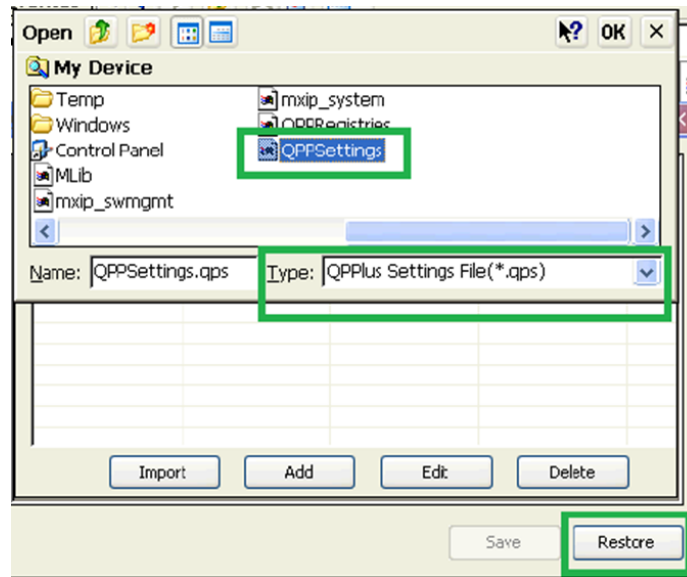 Open ? OK ×
My Device
Temp mxip_system
Windows QPPRegistries
Control Panel QPPSettings
MLib
mxip_swmgmt
Name: QPPSettings.qps Type: QPPlus Settings File(*.qps)
Import Add Edit Delete
Save Restore